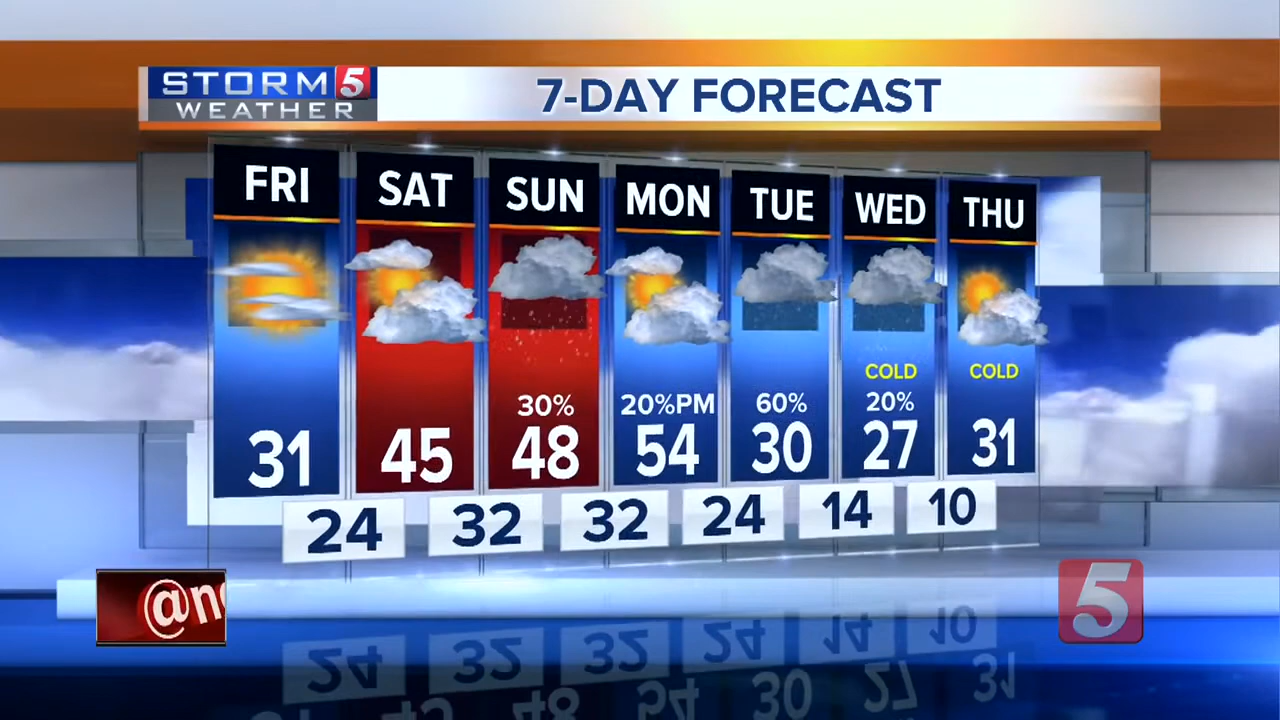 STORM 5
WEATHER
7-DAY FORECAST
FRI SAT SUN MON TUE WED THU
COLD COLD
30% 20%PM 60% 20%
31 45 48 54 30 27 31
24 32 32 24 14 10
5